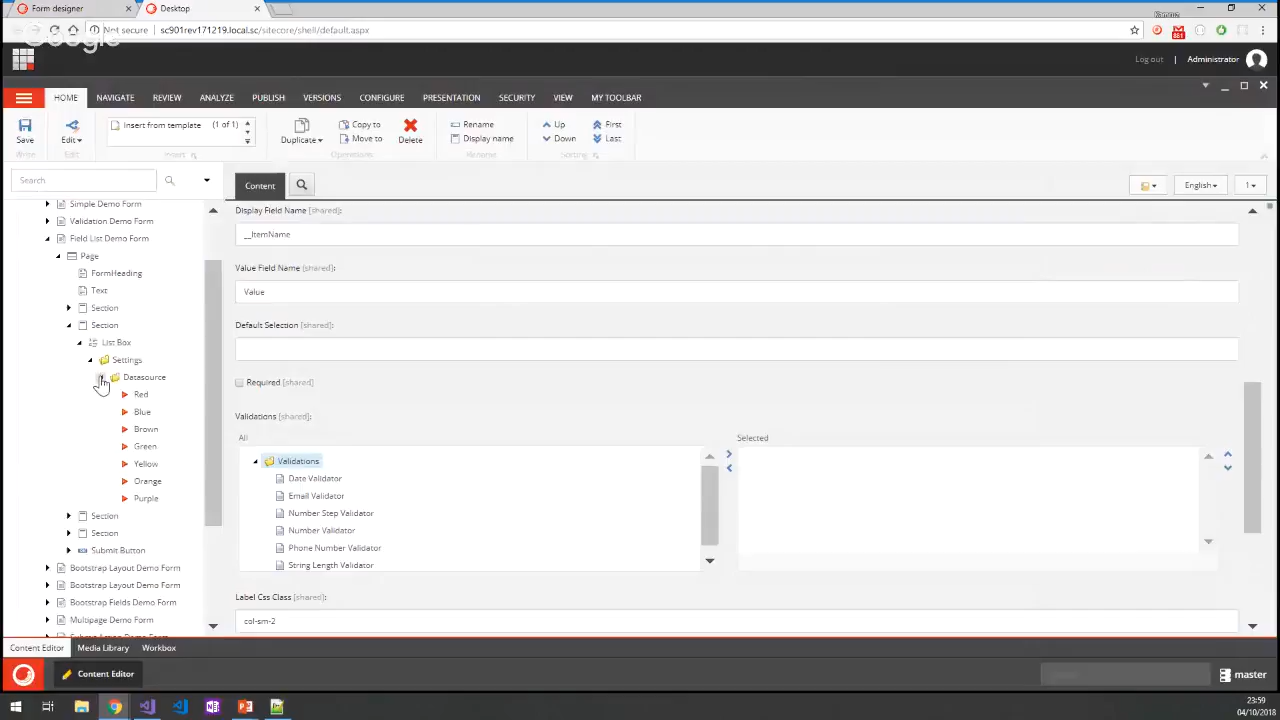 Form designer
Desktop
Not secure
sc901rev171219.local.sc/sitecore/shell/default.aspx
881
Google
Log out | Administrator
HOME NAVIGATE REVIEW ANALYZE PUBLISH VERSIONS CONFIGURE PRESENTATION SECURITY VIEW MY TOOLBAR
Save
Edit
Insert from template (1 of 1)
Duplicate
Copy to
Move to
Delete
Rename
Display name
Up
Down
First
Last
Write
Edit
Insert
Operations
Rename
Sorting
Search
Content
English
1
Simple Demo Form
Validation Demo Form
Field List Demo Form
Page
FormHeading
Text
Section
Section
List Box
Settings
Datasource
Red
Blue
Brown
Green
Yellow
Orange
Purple
Section
Section
Submit Button
Bootstrap Layout Demo Form
Bootstrap Layout Demo Form
Bootstrap Fields Demo Form
Multipage Demo Form
Display Field Name [shared]:
__ItemName
Value Field Name [shared]:
Value
Default Selection [shared]:
Required [shared]
Validations [shared]:
All
Selected
Validations
Date Validator
Email Validator
Number Step Validator
Number Validator
Phone Number Validator
String Length Validator
Label Css Class [shared]:
col-sm-2
Content Editor Media Library Workbox
Content Editor
master
23:59
04/10/2018